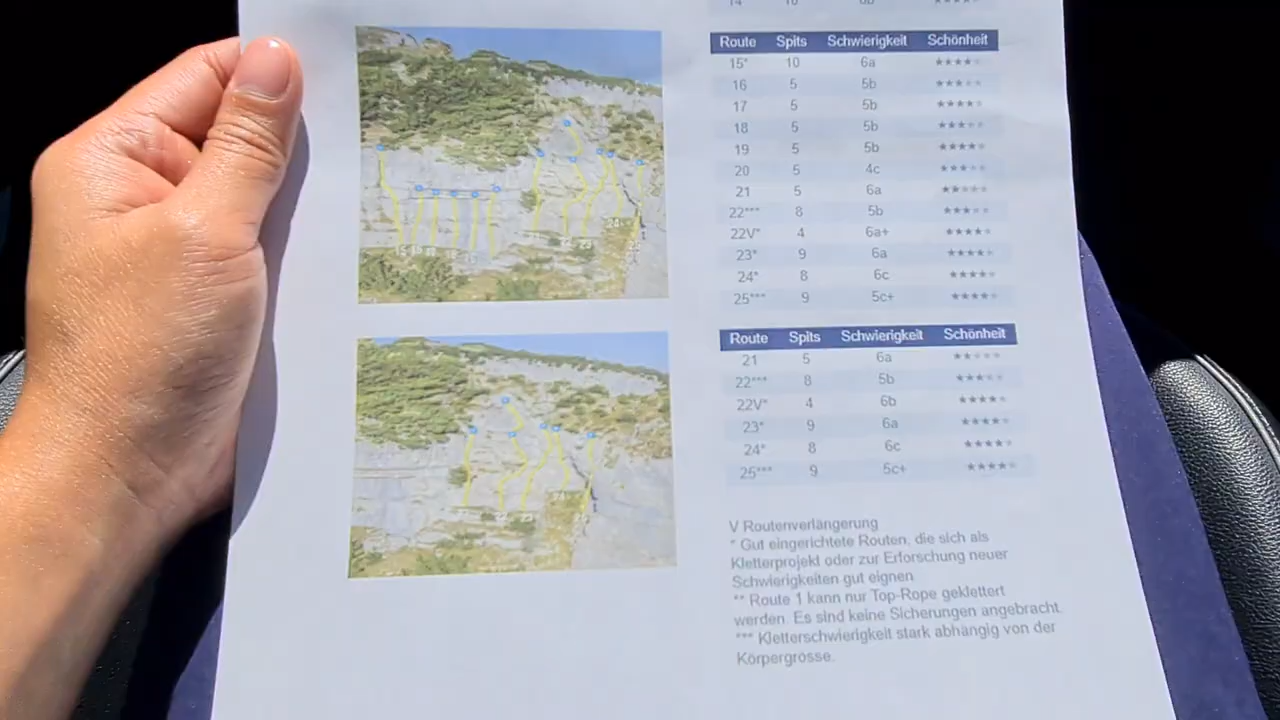 14 10 6b ★★★★
Route Spits Schwierigkeit Schönheit
15* 10 6a ★★★★★
16 5 5b ★★★★★
17 5 5b ★★★★★
18 5 5b ★★★★★
19 5 5b ★★★★★
20 5 4c ★★★★★
21 5 6a ★★★★★
22*** 8 5b ★★★★★
22V* 4 6a+ ★★★★★
23* 9 6a ★★★★★
24* 8 6c ★★★★★
25*** 9 5c+ ★★★★★
24
23
Route Spits Schwierigkeit Schönheit
21 5 6a ★★★★★
22*** 8 5b ★★★★★
22V* 4 6b ★★★★★
23* 9 6a ★★★★★
24* 8 6c ★★★★★
25*** 9 5c+ ★★★★★
V Routenverlängerung
* Gut eingerichtete Routen, die sich als
Kletterprojekt oder zur Erforschung neuer
Schwierigkeiten gut eignen
** Route 1 kann nur Top-Rope geklettert
werden. Es sind keine Sicherungen angebracht.
*** Kletterschwierigkeit stark abhängig von der
Körpergrösse.